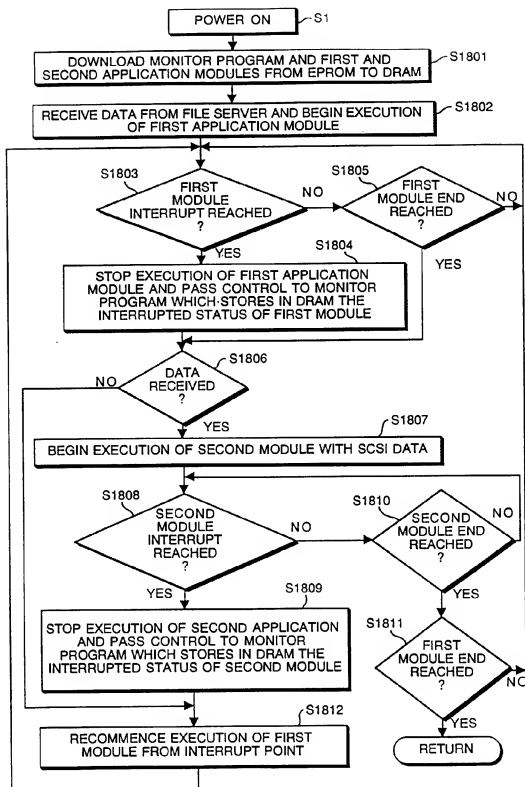 POWER ON
S1
DOWNLOAD MONITOR PROGRAM AND FIRST AND
SECOND APPLICATION MODULES FROM EPROM TO DRAM
S1801
RECEIVE DATA FROM FILE SERVER AND BEGIN EXECUTION
OF FIRST APPLICATION MODULE
S1802
S1803
FIRST
MODULE
INTERRUPT REACHED
?
NO
YES
S1805
FIRST
MODULE END
REACHED
?
NO
YES
S1804
STOP EXECUTION OF FIRST APPLICATION
MODULE AND PASS CONTROL TO MONITOR
PROGRAM WHICH STORES IN DRAM THE
INTERRUPTED STATUS OF FIRST MODULE
S1806
DATA
RECEIVED
?
NO
YES
S1807
BEGIN EXECUTION OF SECOND MODULE WITH SCSI DATA
S1808
SECOND
MODULE
INTERRUPT
REACHED
?
NO
YES
S1810
SECOND
MODULE END
REACHED
?
NO
YES
S1809
STOP EXECUTION OF SECOND APPLICATION
AND PASS CONTROL TO MONITOR
PROGRAM WHICH STORES IN DRAM THE
INTERRUPTED STATUS OF SECOND MODULE
S1811
FIRST
MODULE END
REACHED
?
NO
YES
S1812
RECOMMENCE EXECUTION OF
FIRST MODULE FROM INTERRUPT POINT
RETURN